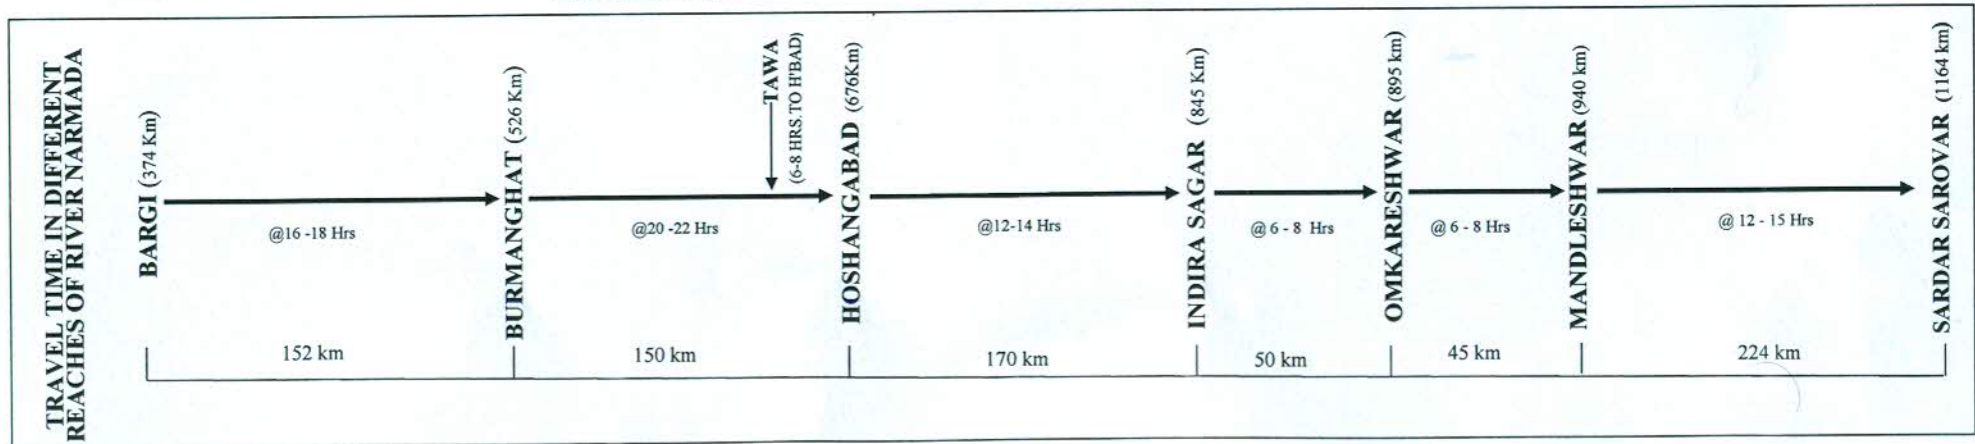 TRAVEL TIME IN DIFFERENT
REACHES OF RIVER NARMADA
BARGI (374 Km)
@16 -18 Hrs
152 km
BURMANGHAT (526 Km)
@20 -22 Hrs
150 km
TAWA
(6-8 HRS.TO H'BAD)
HOSHANGABAD (676Km)
@12-14 Hrs
170 km
INDIRA SAGAR (845 Km)
@ 6 - 8 Hrs
50 km
OMKARESHWAR (895 km)
@ 6 - 8 Hrs
45 km
MANDLESHWAR (940 km)
@ 12 - 15 Hrs
224 km
SARDAR SAROVAR (1164 km)